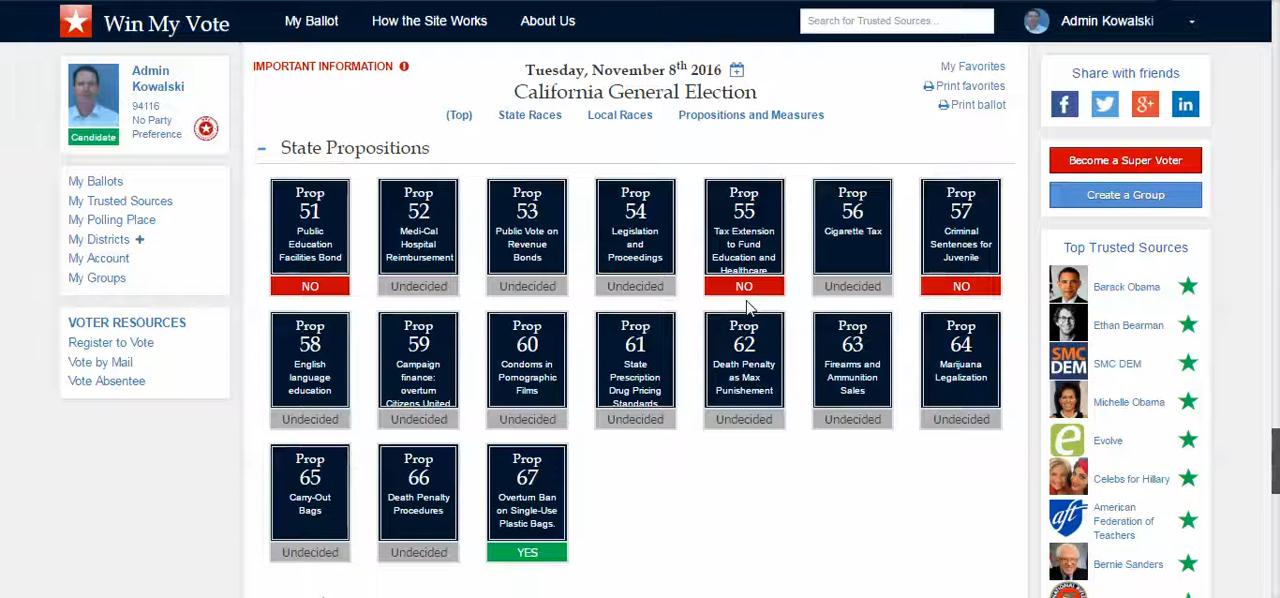 Win My Vote
My Ballot
How the Site Works
About Us
Search for Trusted Sources...
Admin Kowalski
Admin
Kowalski
94116
No Party
Preference
Candidate
My Ballots
My Trusted Sources
My Polling Place
My Districts +
My Account
My Groups
VOTER RESOURCES
Register to Vote
Vote by Mail
Vote Absentee
IMPORTANT INFORMATION
Tuesday, November 8th 2016
California General Election
(Top)
State Races
Local Races
Propositions and Measures
My Favorites
Print favorites
Print ballot
State Propositions
Prop
51
Public
Education
Facilities Bond
NO
Prop
52
Medi-Cal
Hospital
Reimbursement
Undecided
Prop
53
Public Vote on
Revenue
Bonds
Undecided
Prop
54
Legislation
and
Proceedings
Undecided
Prop
55
Tax Extension
to Fund
Education and
Healthcare
NO
Prop
56
Cigarette Tax
Undecided
Prop
57
Criminal
Sentences for
Juvenile
NO
Prop
58
English
language
education
Undecided
Prop
59
Campaign
finance:
overturn
Citizens United
Undecided
Prop
60
Condoms in
Pornographic
Films
Undecided
Prop
61
State
Prescription
Drug Pricing
Standards
Undecided
Prop
62
Death Penalty
as Max
Punishement
Undecided
Prop
63
Firearms and
Ammunition
Sales
Undecided
Prop
64
Marijuana
Legalization
Undecided
Prop
65
Carry-Out
Bags
Undecided
Prop
66
Death Penalty
Procedures
Undecided
Prop
67
Overturn Ban
on Single-Use
Plastic Bags.
YES
Share with friends
f
g+
in
Become a Super Voter
Create a Group
Top Trusted Sources
Barack Obama
Ethan Bearman
SMC
DEM
SMC DEM
Michelle Obama
e
Evolve
Celebs for Hillary
aft
American
Federation of
Teachers
Bernie Sanders